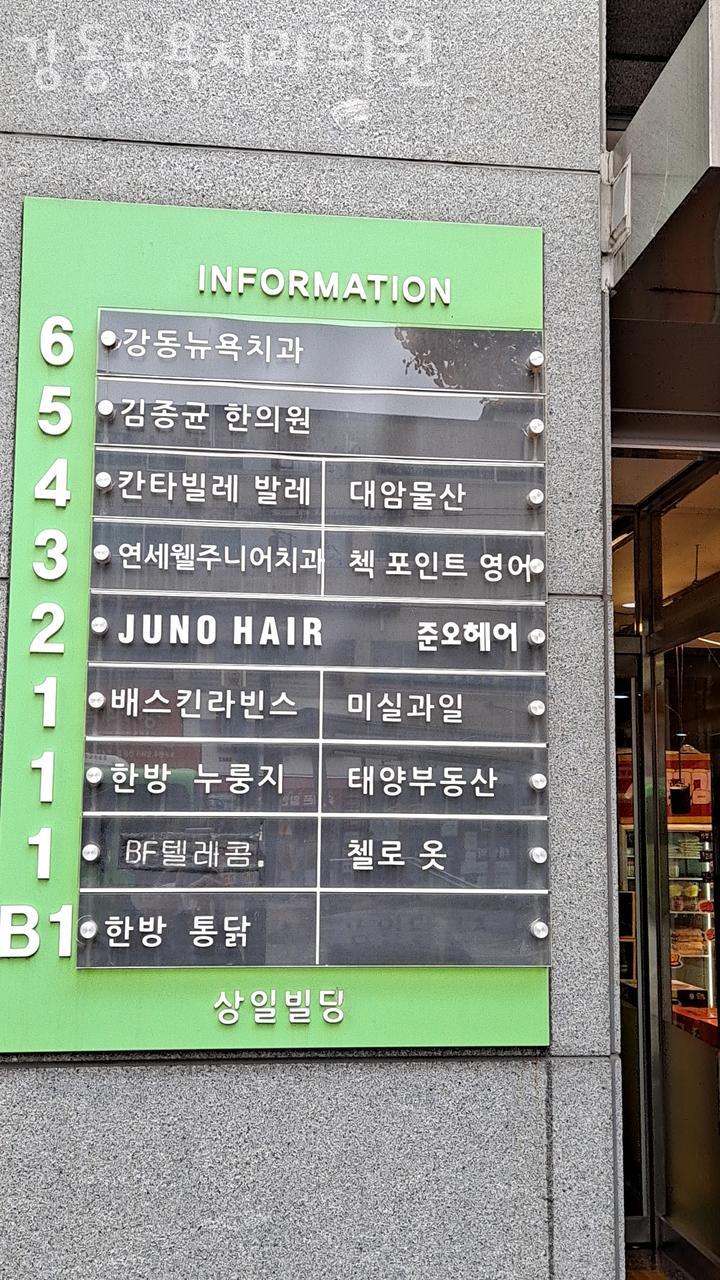 강동뉴욕치과의원
INFORMATION
6 강동뉴욕치과
5 김종균 한의원
4 칸타빌레 발레 대암물산
3 연세웰주니어치과 첵 포인트 영어
2 JUNO HAIR 준오헤어
1 배스킨라빈스 미실과일
1 한방 누룽지 태양부동산
1 BF텔레콤. 첼로 옷
B1 한방 통닭
상일빌딩